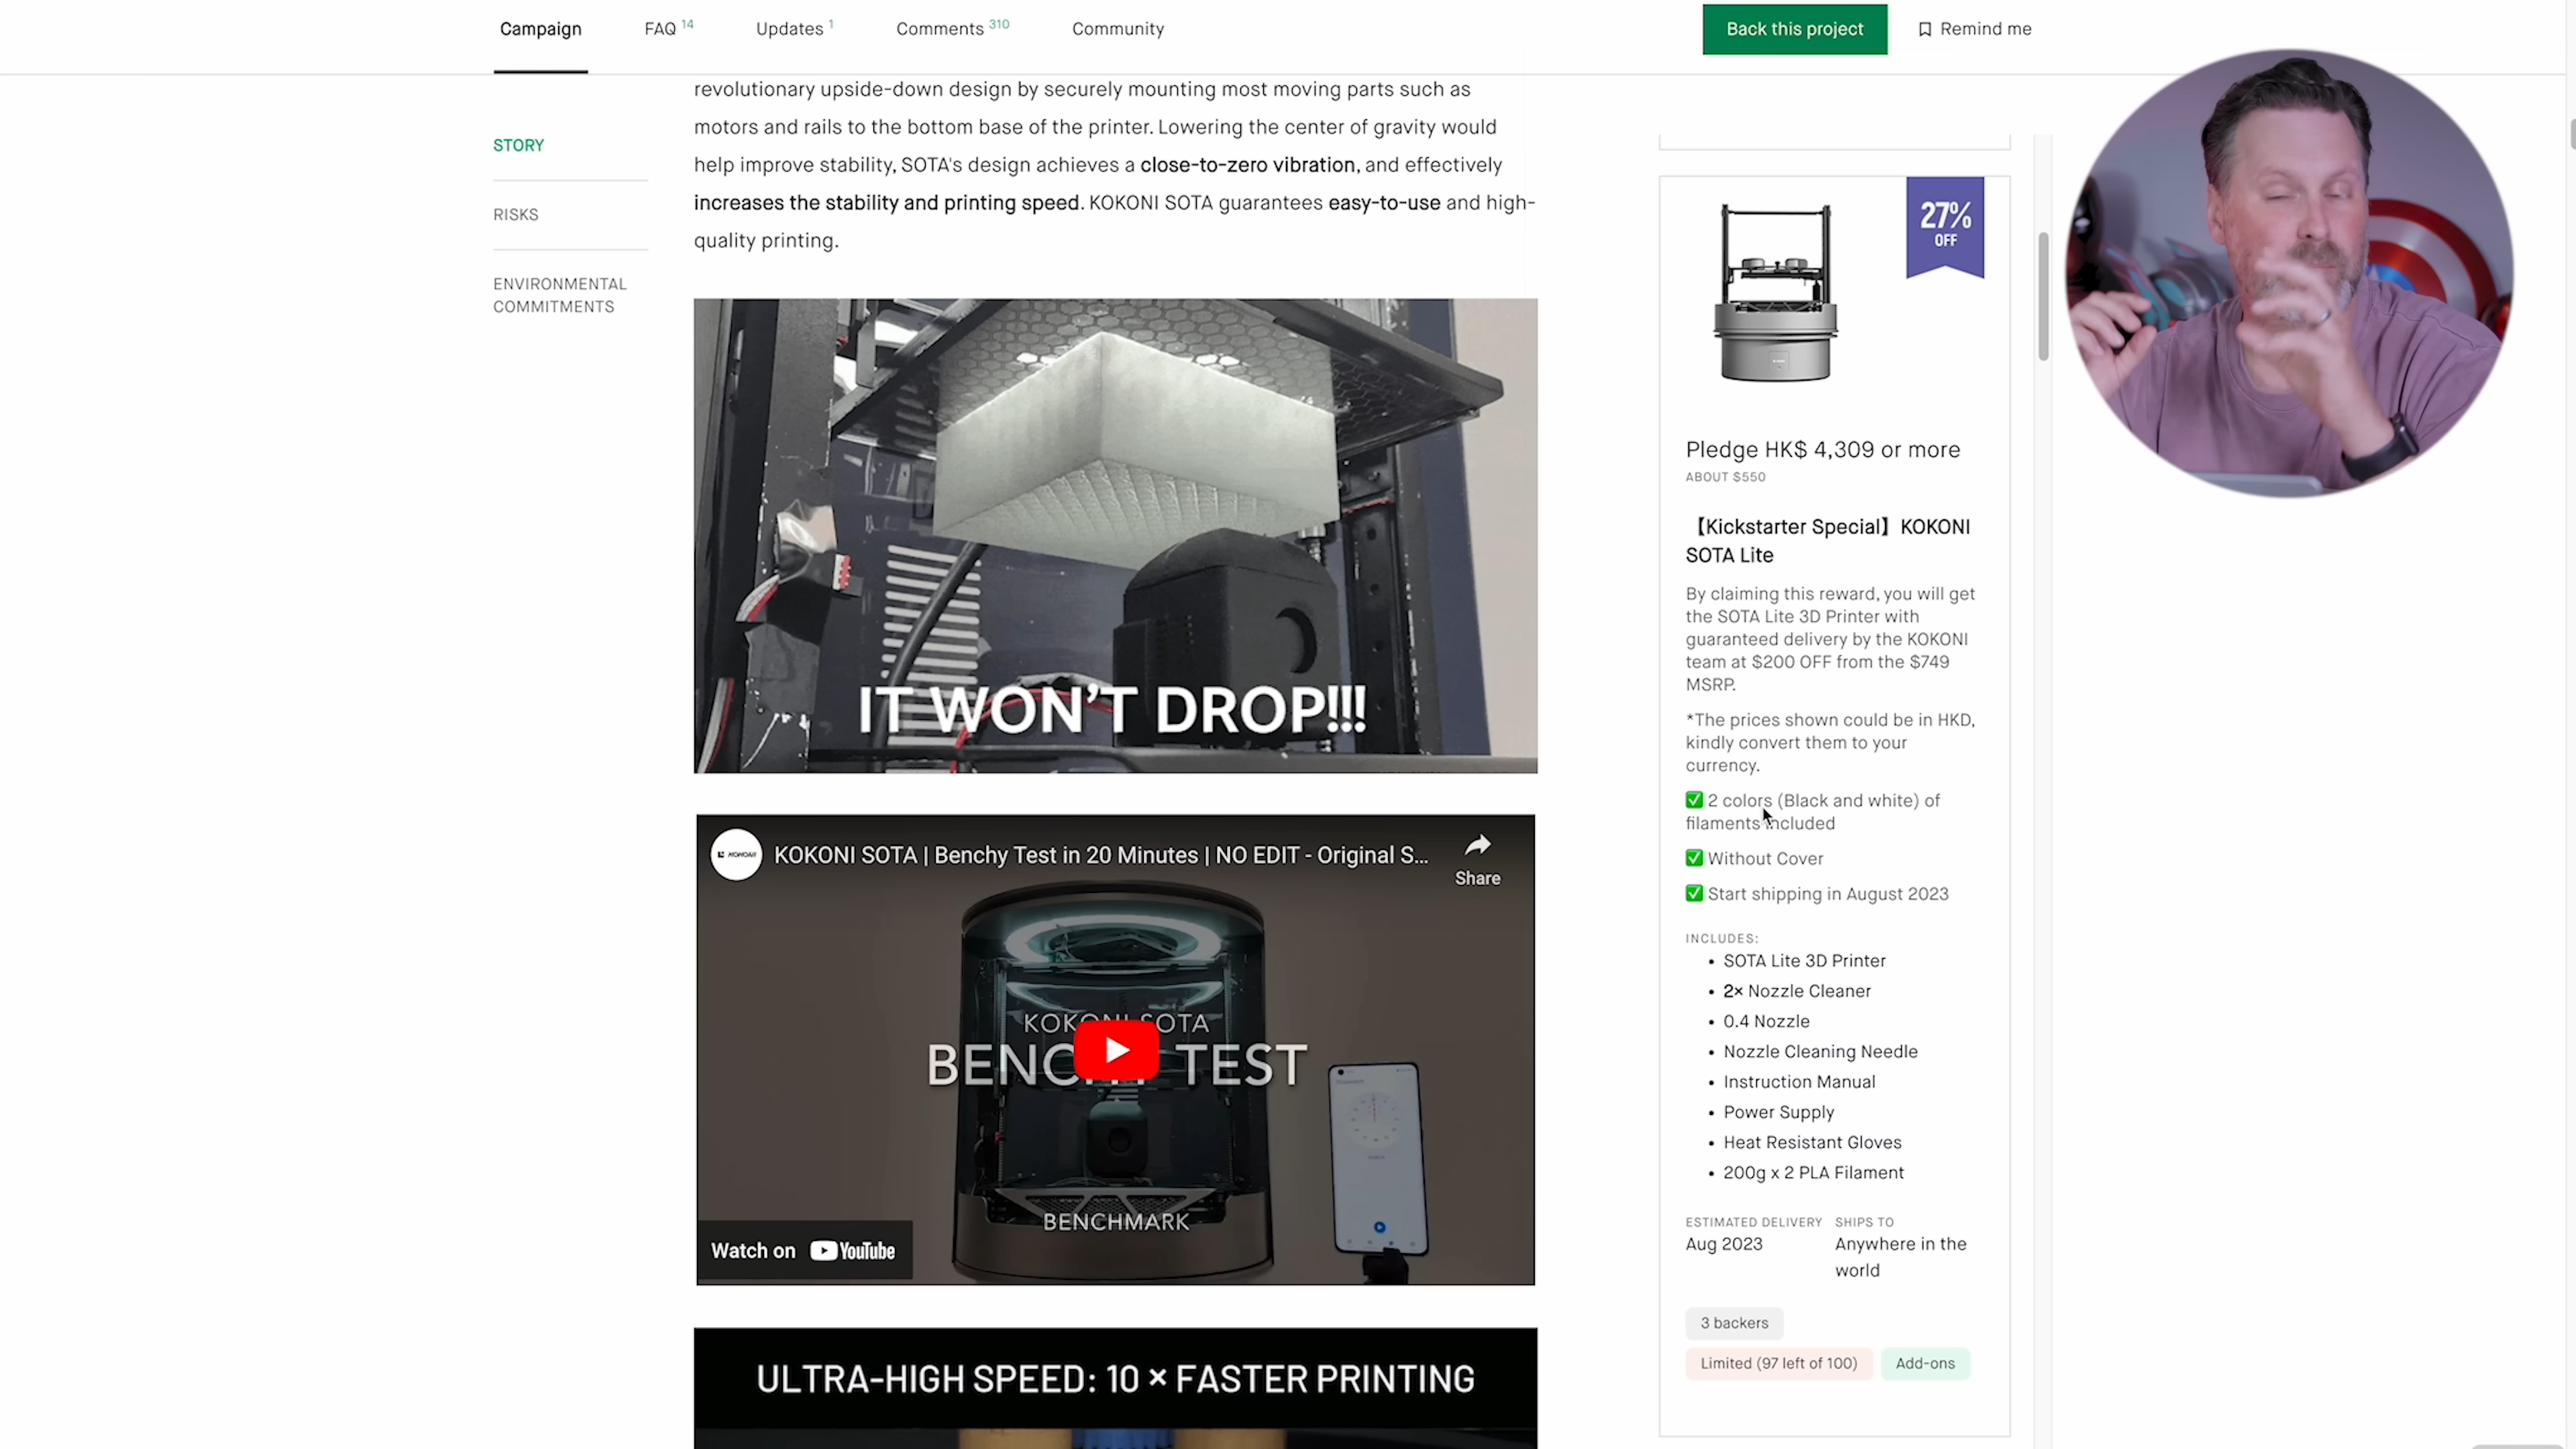 Campaign
FAQ 14
Updates 1
Comments 310
Community
Back this project
Remind me
STORY
RISKS
ENVIRONMENTAL
COMMITMENTS
revolutionary upside-down design by securely mounting most moving parts such as
motors and rails to the bottom base of the printer. Lowering the center of gravity would
help improve stability, SOTA's design achieves a close-to-zero vibration, and effectively
increases the stability and printing speed. KOKONI SOTA guarantees easy-to-use and high-
quality printing.
IT WON'T DROP!!!
KOKONI SOTA | Benchy Test in 20 Minutes | NO EDIT - Original S...
Share
KOKONI SOTA
BENCHY TEST
BENCHMARK
Watch on YouTube
ULTRA-HIGH SPEED: 10 × FASTER PRINTING
27%
OFF
Pledge HK$ 4,309 or more
ABOUT $550
【Kickstarter Special】KOKONI
SOTA Lite
By claiming this reward, you will get
the SOTA Lite 3D Printer with
guaranteed delivery by the KOKONI
team at $200 OFF from the $749
MSRP.
*The prices shown could be in HKD,
kindly convert them to your
currency.
✅ 2 colors (Black and white) of
filaments included
✅ Without Cover
✅ Start shipping in August 2023
INCLUDES:
• SOTA Lite 3D Printer
• 2× Nozzle Cleaner
• 0.4 Nozzle
• Nozzle Cleaning Needle
• Instruction Manual
• Power Supply
• Heat Resistant Gloves
• 200g x 2 PLA Filament
ESTIMATED DELIVERY
Aug 2023
SHIPS TO
Anywhere in the
world
3 backers
Limited (97 left of 100)
Add-ons